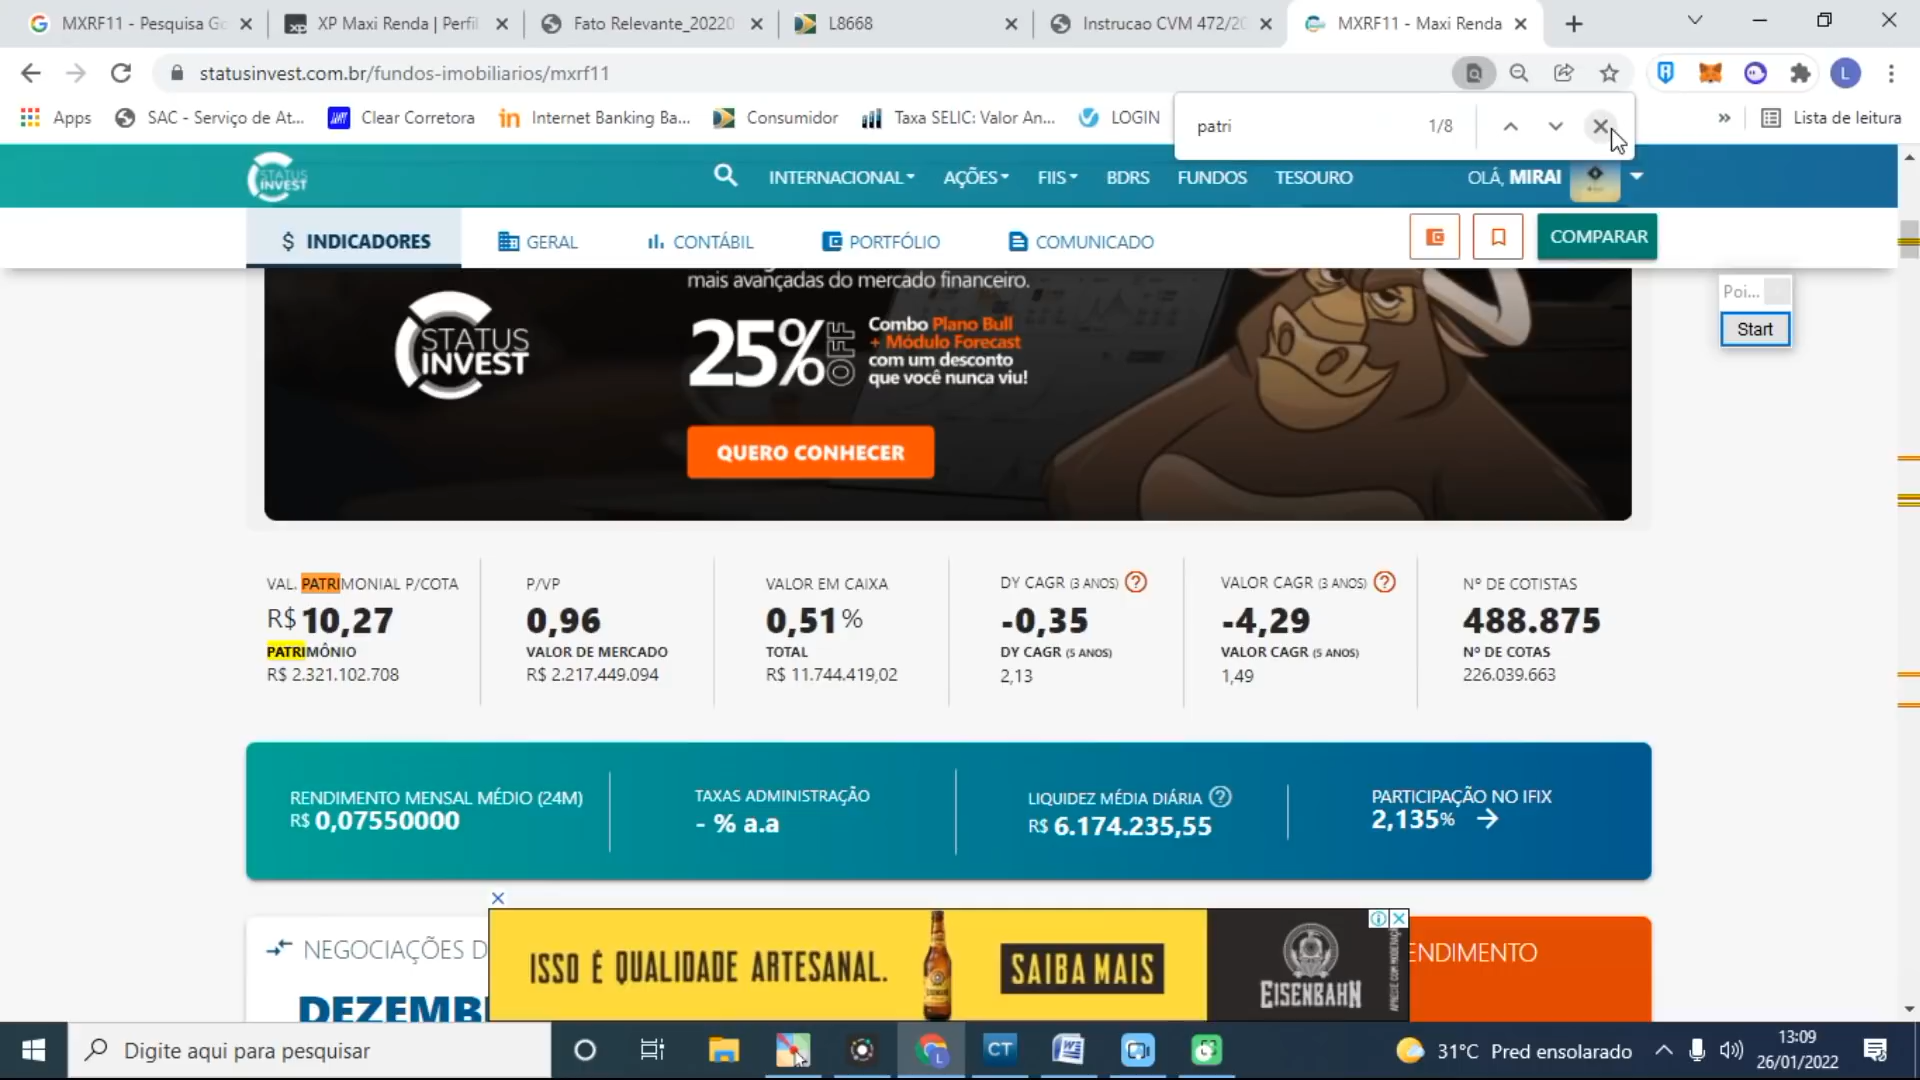 MXRF11 - Pesquisa Go
XP Maxi Renda | Perfil
Fato Relevante_20220
L8668
Instrucao CVM 472/20
MXRF11 - Maxi Renda
statusinvest.com.br/fundos-imobiliarios/mxrf11
L
Apps
SAC - Serviço de At...
Clear Corretora
Internet Banking Ba...
Consumidor
Taxa SELIC: Valor An...
LOGIN
»
Lista de leitura
patri
1/8
STATUS
INVEST
INTERNACIONAL
AÇÕES
FIIS
BDRS
FUNDOS
TESOURO
OLÁ, MIRAI
$ INDICADORES
GERAL
CONTÁBIL
PORTFÓLIO
COMUNICADO
COMPARAR
Poi...
Start
mais avançadas do mercado financeiro.
STATUS
INVEST
25% OFF
Combo Plano Bull
+ Módulo Forecast
com um desconto
que você nunca viu!
QUERO CONHECER
VAL. PATRIMONIAL P/COTA
R$ 10,27
PATRIMÔNIO
R$ 2.321.102.708
P/VP
0,96
VALOR DE MERCADO
R$ 2.217.449.094
VALOR EM CAIXA
0,51 %
TOTAL
R$ 11.744.419,02
DY CAGR (3 ANOS)
-0,35
DY CAGR (5 ANOS)
2,13
VALOR CAGR (3 ANOS)
-4,29
VALOR CAGR (5 ANOS)
1,49
Nº DE COTISTAS
488.875
Nº DE COTAS
226.039.663
RENDIMENTO MENSAL MÉDIO (24M)
R$ 0,07550000
TAXAS ADMINISTRAÇÃO
- % a.a
LIQUIDEZ MÉDIA DIÁRIA
R$ 6.174.235,55
PARTICIPAÇÃO NO IFIX
2,135%
NEGOCIAÇÕES D
DEZEMB
ENDIMENTO
ISSO É QUALIDADE ARTESANAL.
SAIBA MAIS
EISENBAHN
APRECIE COM MODERAÇÃO
Digite aqui para pesquisar
CT
31°C Pred ensolarado
13:09
26/01/2022